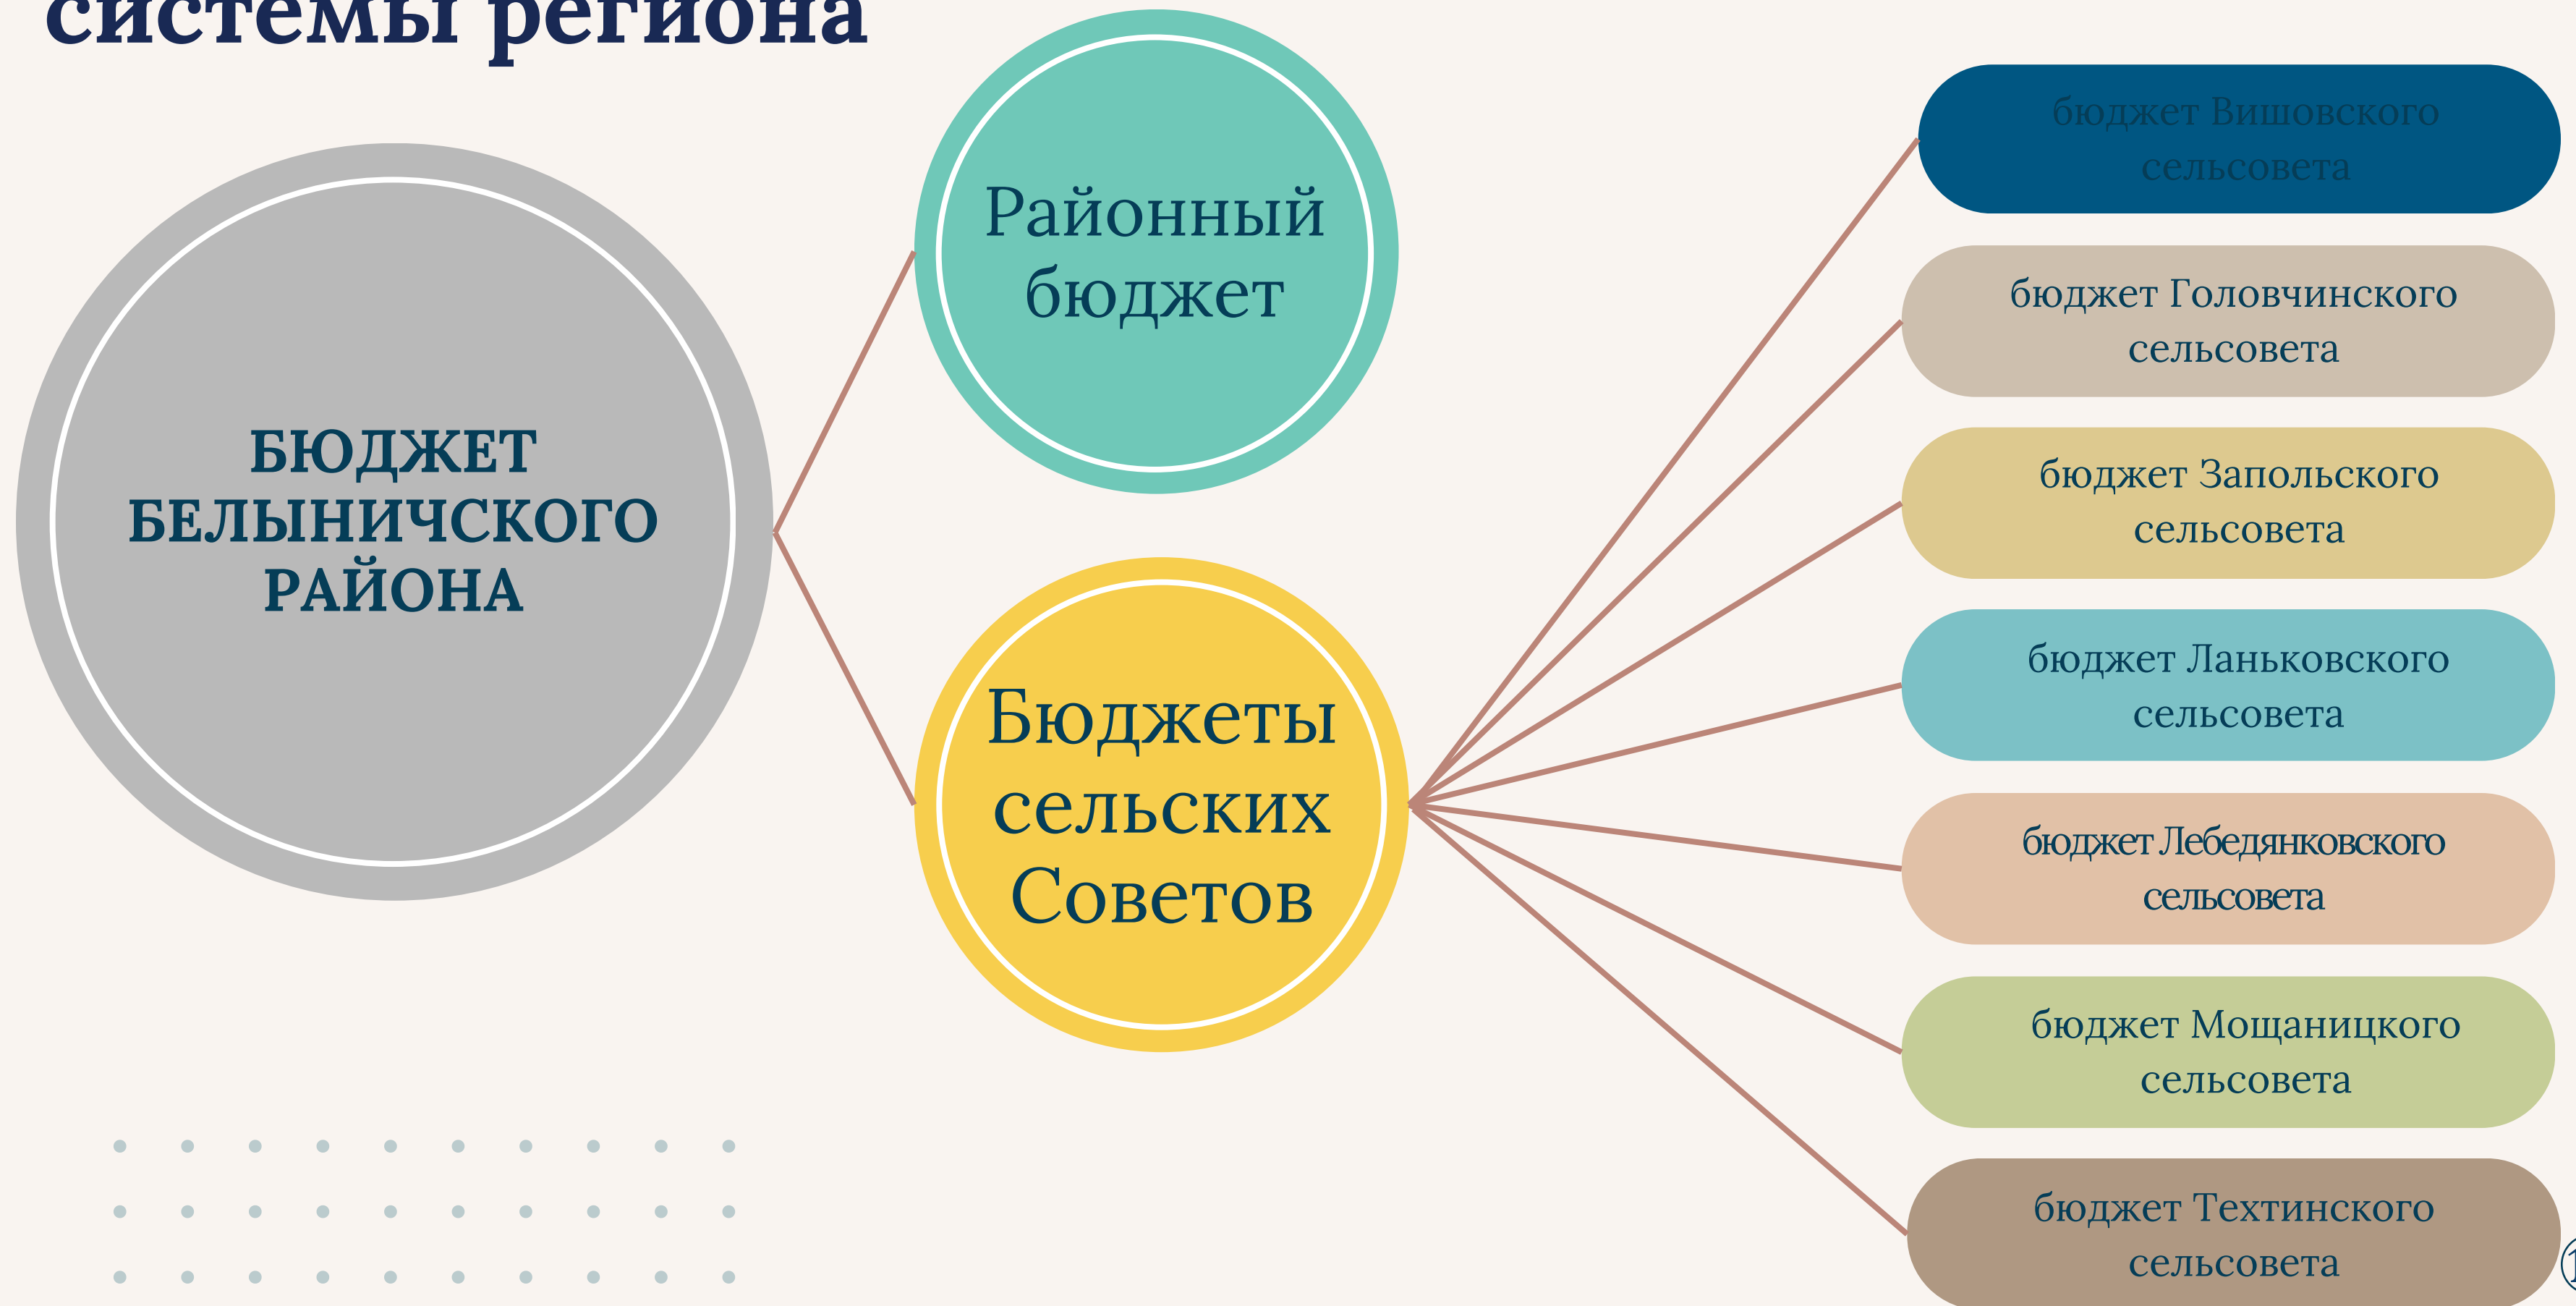 системы региона
БЮДЖЕТ
БЕЛЫНИЧСКОГО
РАЙОНА
Районный
бюджет
Бюджеты
сельских
Советов
бюджет Вишовского
сельсовета
бюджет Головчинского
сельсовета
бюджет Запольского
сельсовета
бюджет Ланьковского
сельсовета
бюджет Лебедянковского
сельсовета
бюджет Мощаницкого
сельсовета
бюджет Техтинского
сельсовета